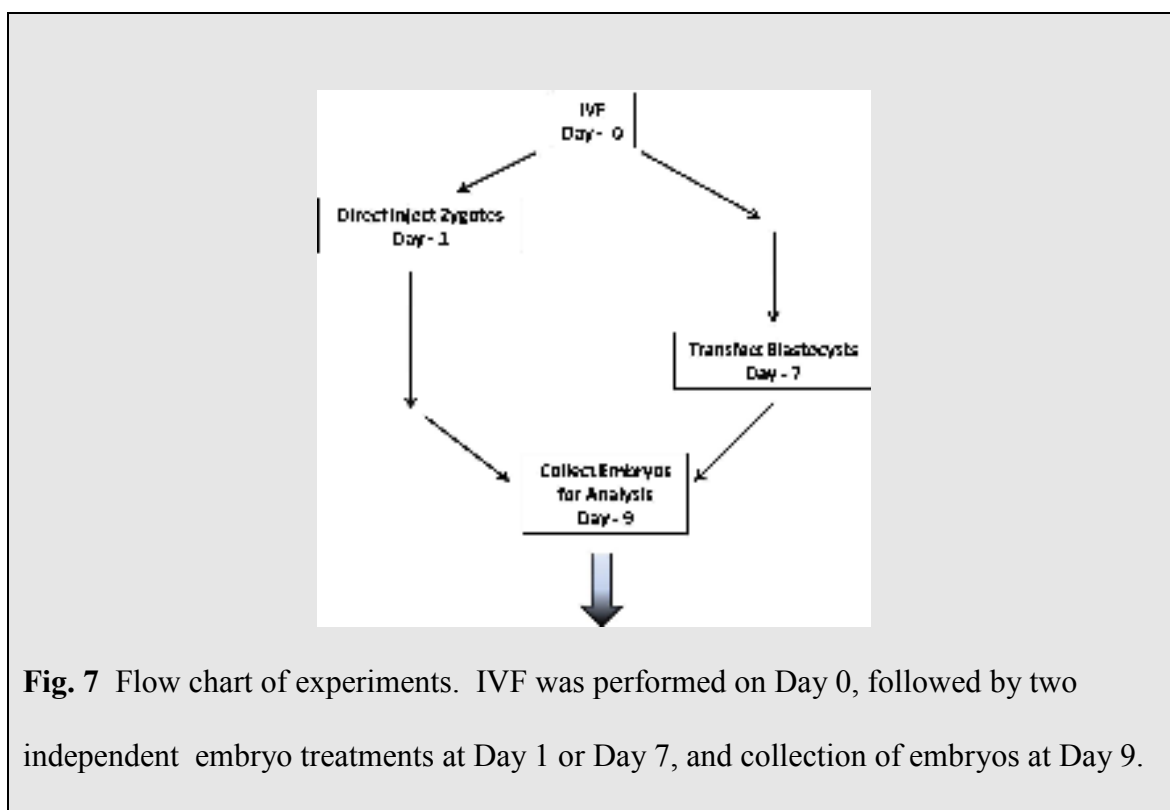 IVF
Day - 0
Direct Inject Zygotes
Day - 1
Transfect Blastocysts
Day - 7
Collect Embryos
for Analysis
Day - 9
Fig. 7 Flow chart of experiments. IVF was performed on Day 0, followed by two
independent embryo treatments at Day 1 or Day 7, and collection of embryos at Day 9.